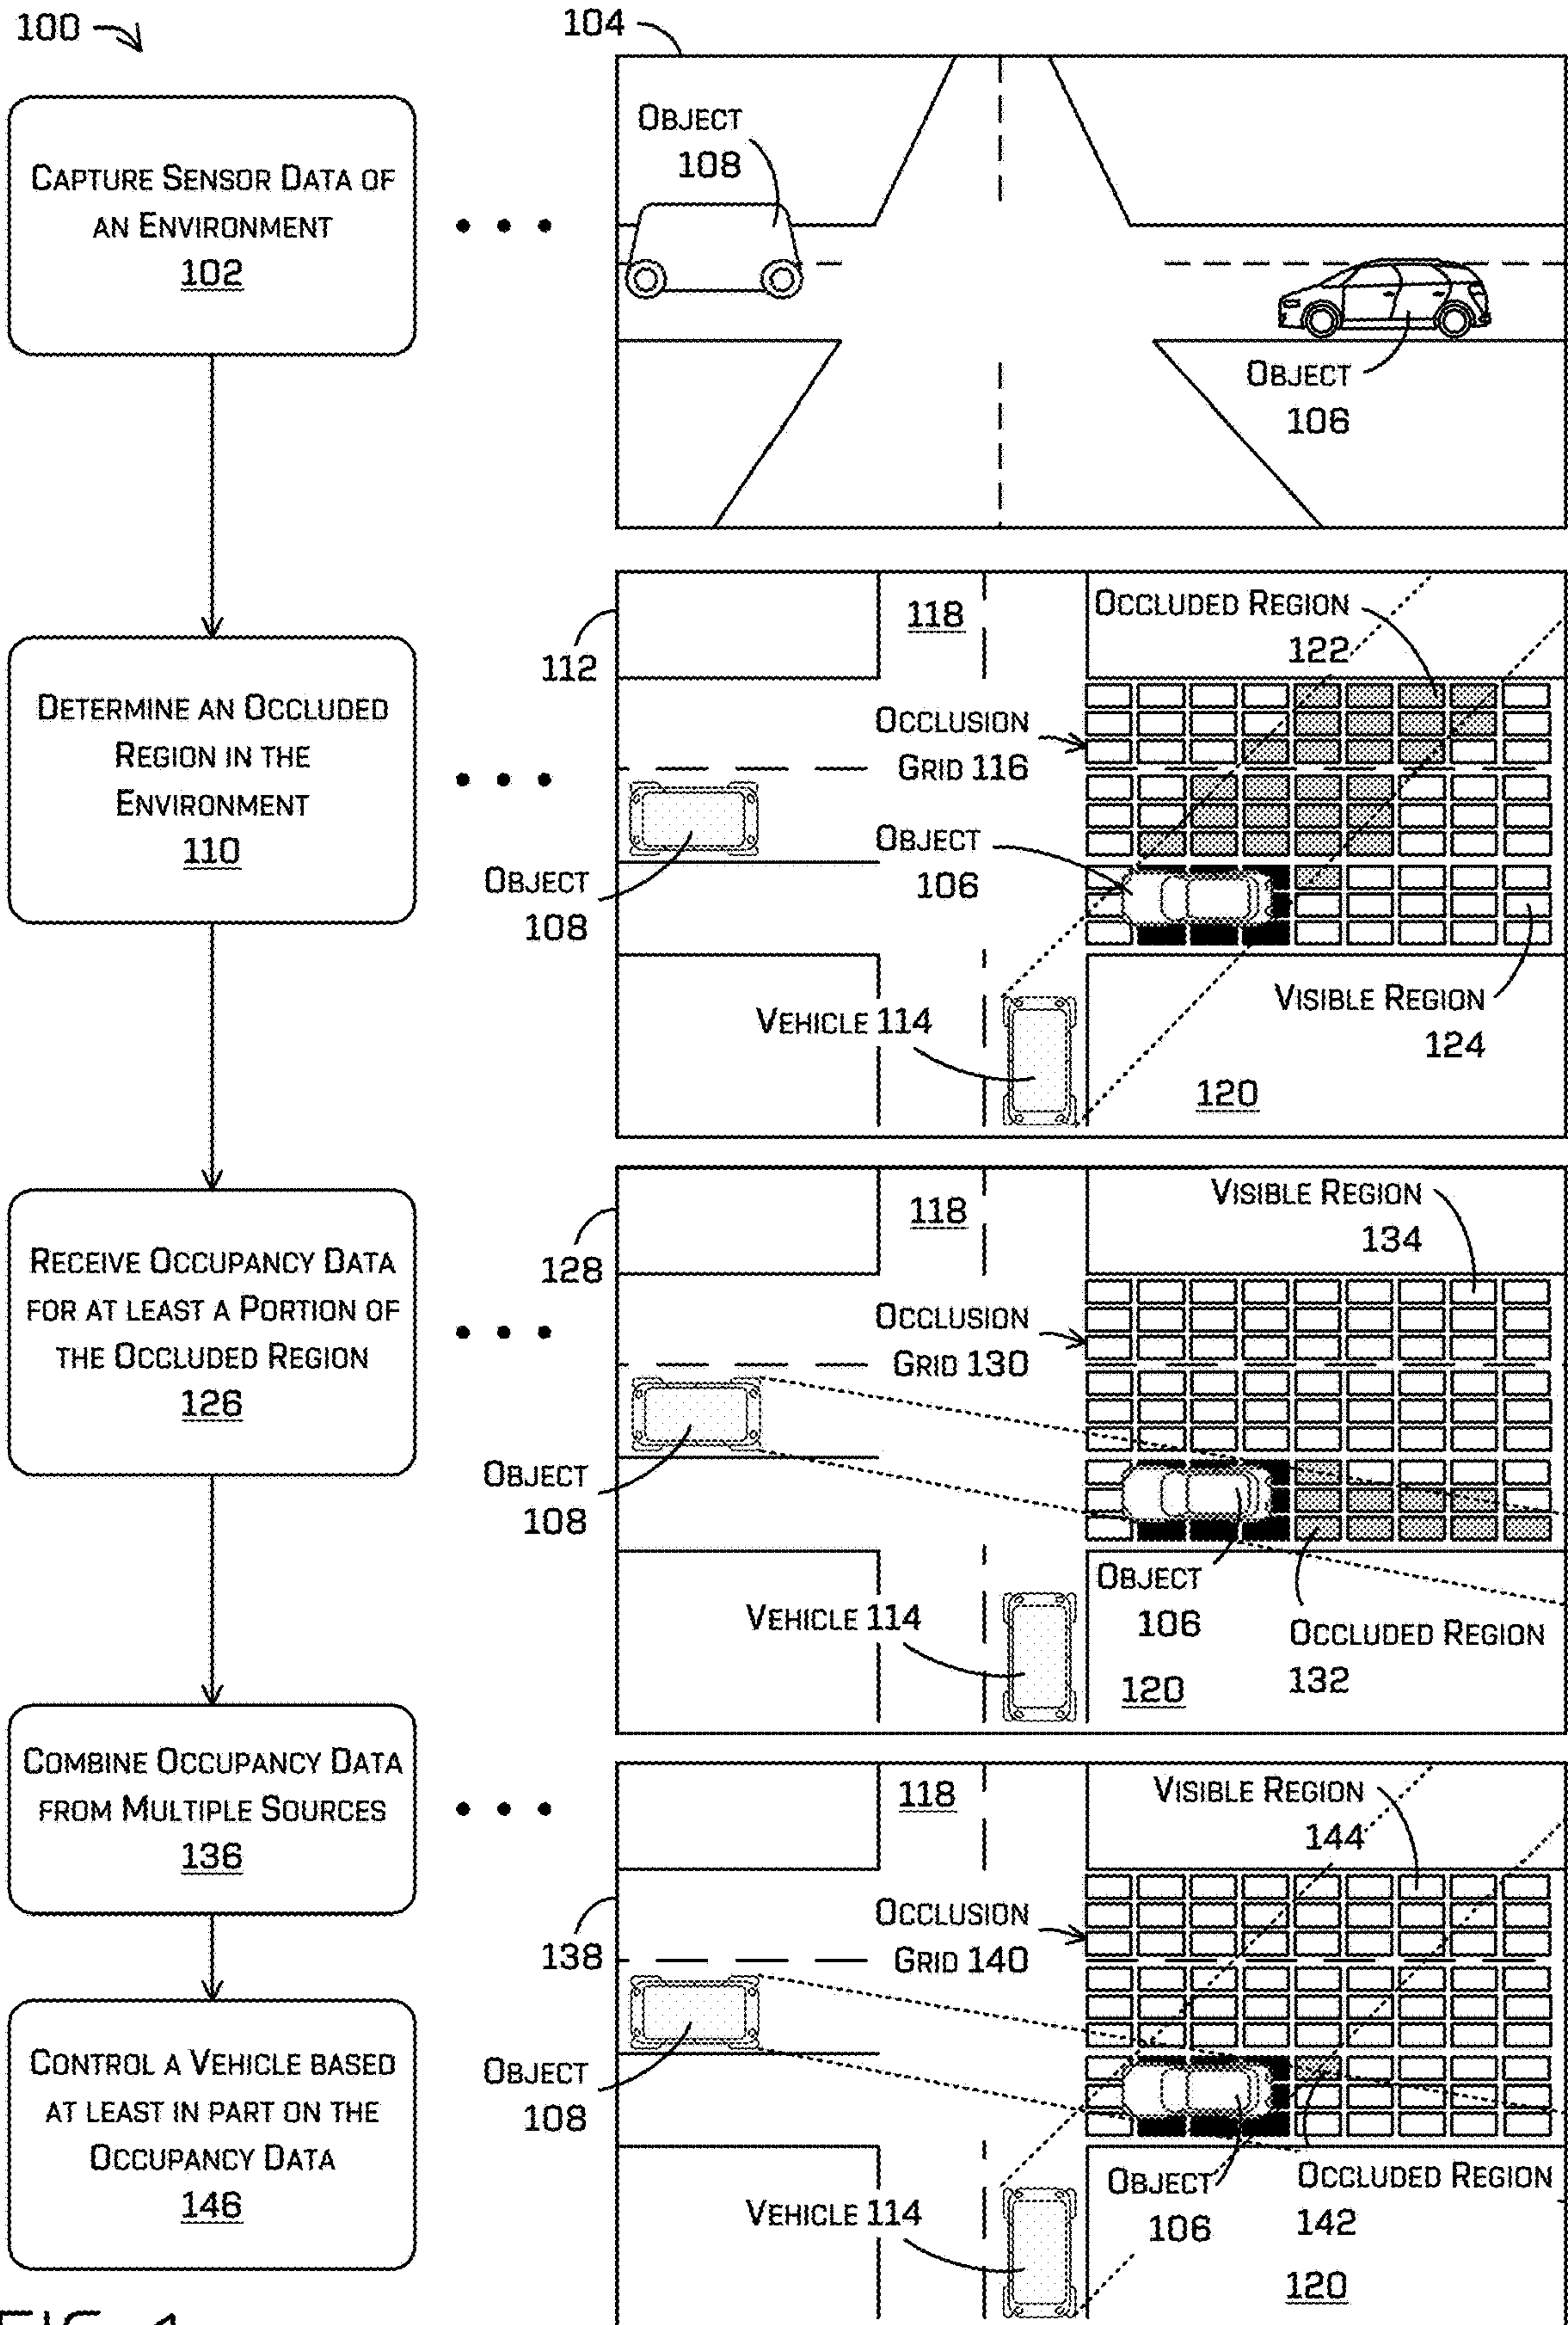 100
CAPTURE SENSOR DATA OF
AN ENVIRONMENT
102
104
OBJECT
108
OBJECT
106
DETERMINE AN OCCLUDED
REGION IN THE
ENVIRONMENT
110
112
118
OCCLUDED REGION
122
OCCLUSION
GRID 116
OBJECT
106
OBJECT
108
VEHICLE 114
VISIBLE REGION
124
120
RECEIVE OCCUPANCY DATA
FOR AT LEAST A PORTION OF
THE OCCLUDED REGION
126
128
118
VISIBLE REGION
134
OCCLUSION
GRID 130
OBJECT
108
OBJECT
106
VEHICLE 114
OCCLUDED REGION
132
120
COMBINE OCCUPANCY DATA
FROM MULTIPLE SOURCES
136
138
118
VISIBLE REGION
144
OCCLUSION
GRID 140
OBJECT
108
OBJECT
106
OCCLUDED REGION
142
VEHICLE 114
120
CONTROL A VEHICLE BASED
AT LEAST IN PART ON THE
OCCUPANCY DATA
146